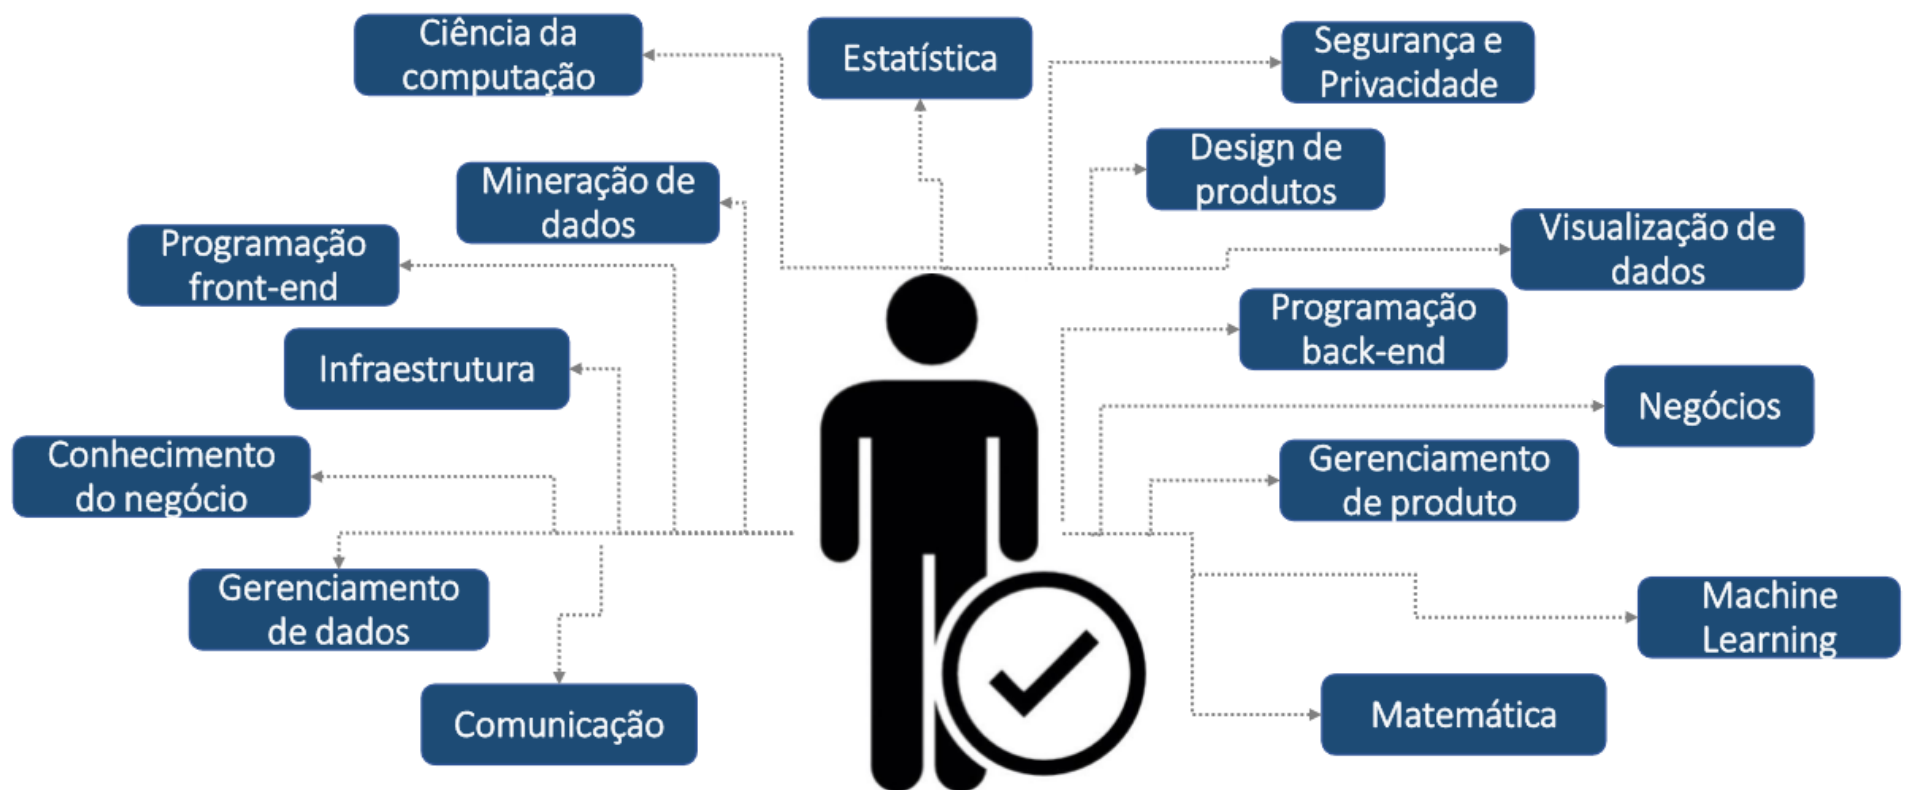 Ciência da
computação
Estatística
Segurança e
Privacidade
Design de
produtos
Mineração de
dados
Visualização de
dados
Programação
front-end
Programação
back-end
Infraestrutura
Negócios
Conhecimento
do negócio
Gerenciamento
de produto
Gerenciamento
de dados
Machine
Learning
Comunicação
Matemática